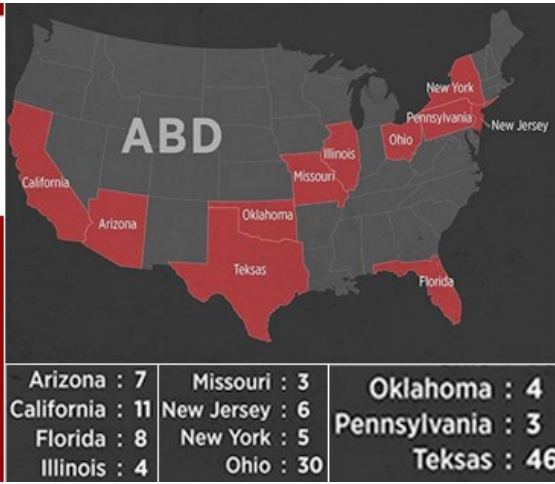 ABD
New York
Pennsylvania
New Jersey
Ohio
Illinois
Missouri
California
Arizona
Oklahoma
Teksas
Florida
Arizona : 7
California : 11
Florida : 8
Illinois : 4
Missouri : 3
New Jersey : 6
New York : 5
Ohio : 30
Oklahoma : 4
Pennsylvania : 3
Teksas : 46